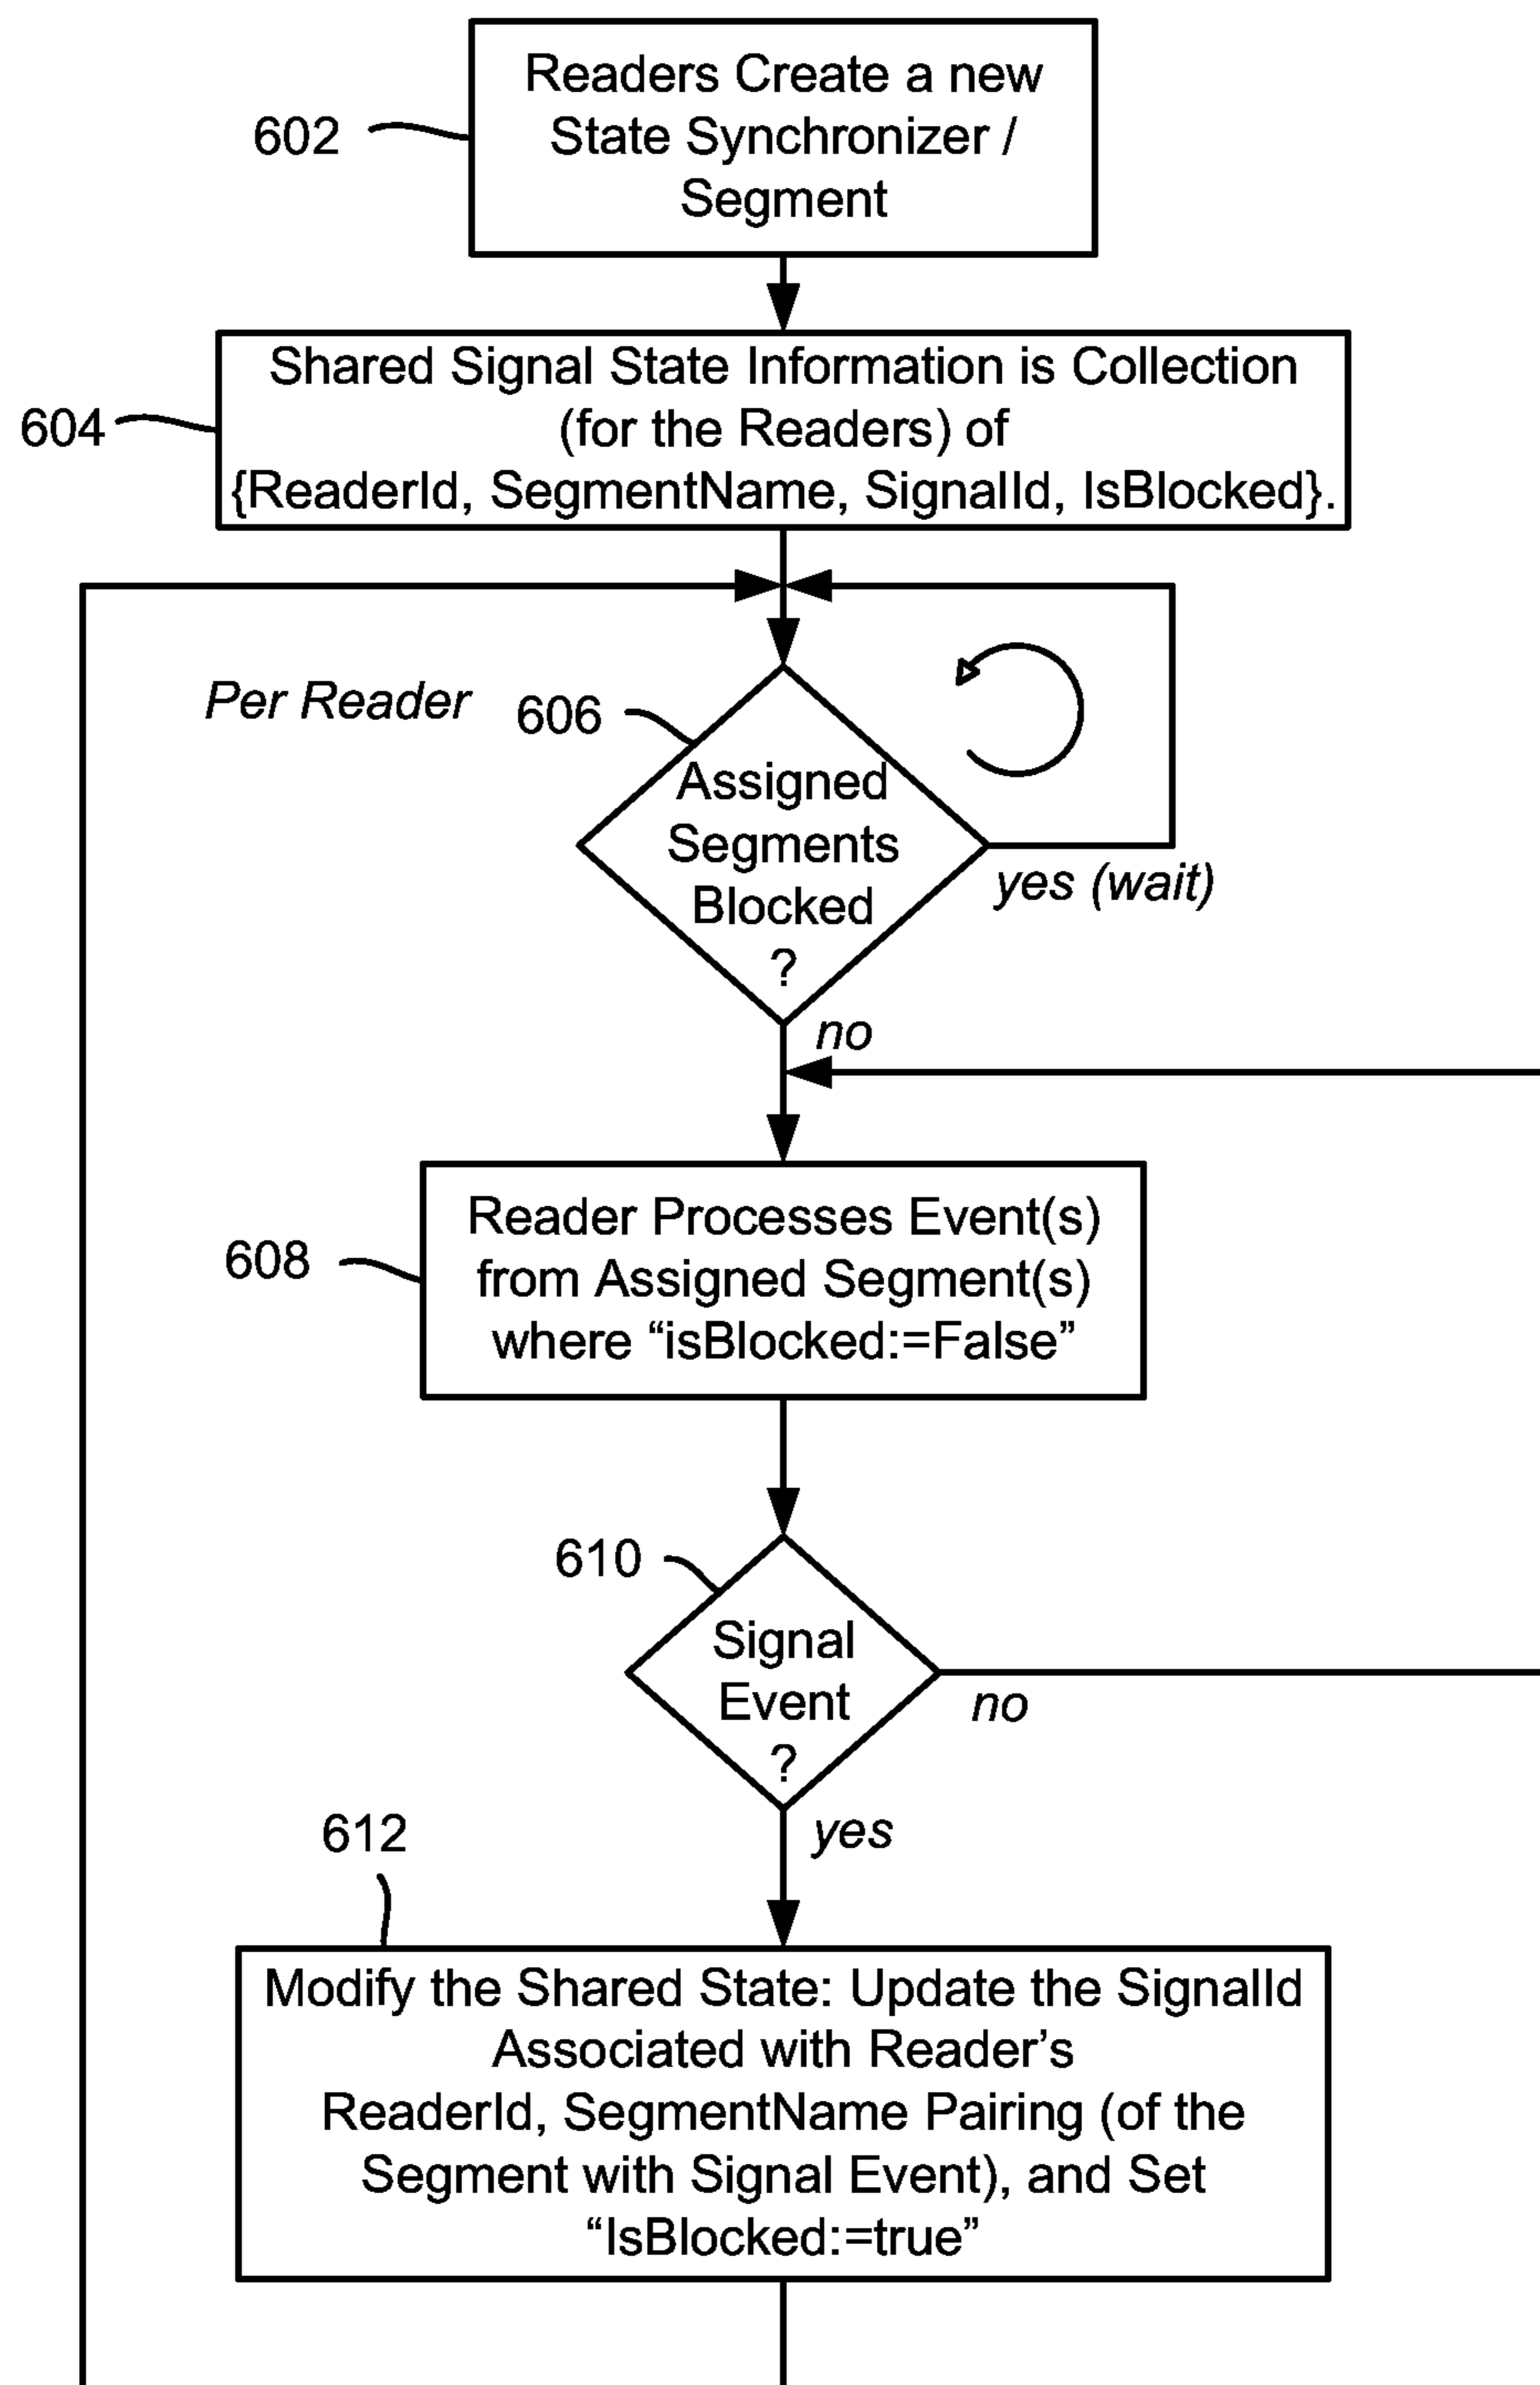 Readers Create a new
State Synchronizer /
Segment
602
Shared Signal State Information is Collection
(for the Readers) of
{ReaderId, SegmentName, SignalId, IsBlocked}.
604
Per Reader
606
Assigned
Segments
Blocked
?
yes (wait)
no
Reader Processes Event(s)
from Assigned Segment(s)
where “isBlocked:=False”
608
610
Signal
Event
?
no
yes
612
Modify the Shared State: Update the SignalId
Associated with Reader’s
ReaderId, SegmentName Pairing (of the
Segment with Signal Event), and Set
“IsBlocked:=true”